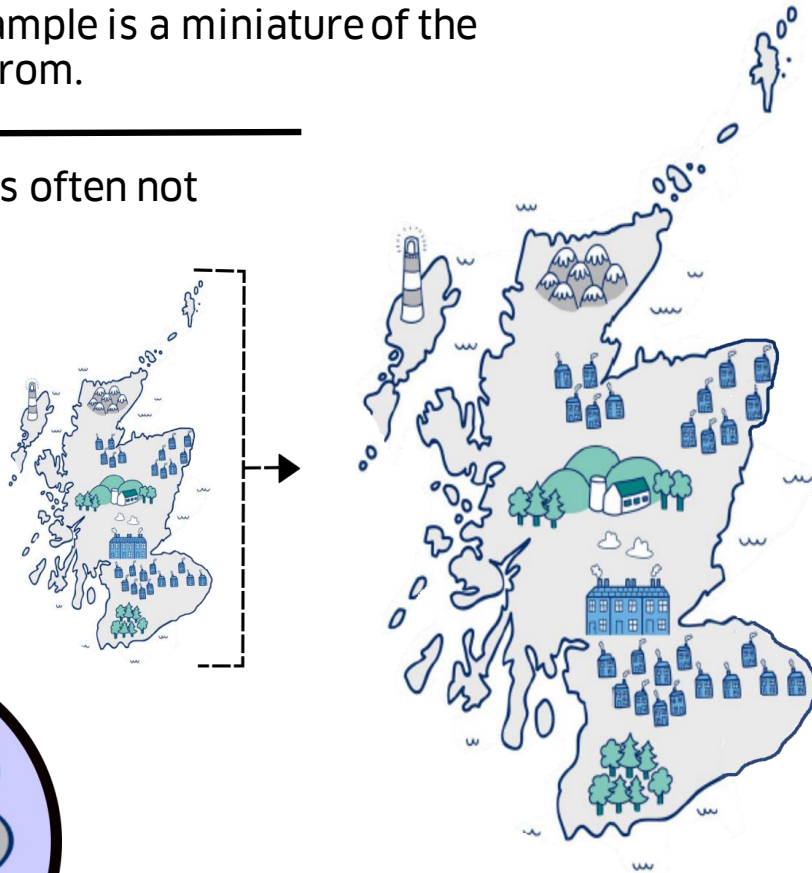 ample is a miniature of the
rom.
s often not